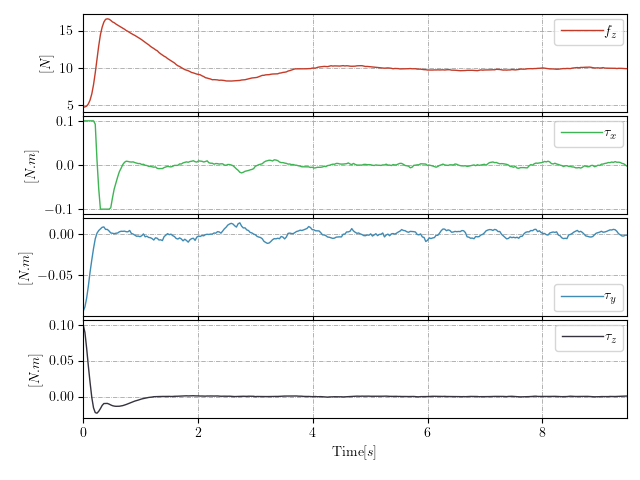 15
10
5
[N]
f_z
0.1
0.0
−0.1
[N.m]
τ_x
0.00
−0.05
[N.m]
τ_y
0.10
0.05
0.00
[N.m]
τ_z
0 2 4 6 8
Time[s]